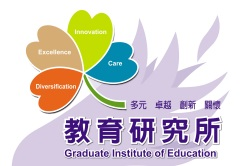 Innovation
Excellence
Care
Diversification
多元 卓越 創新 關懷
教育研究所
Graduate Institute of Education